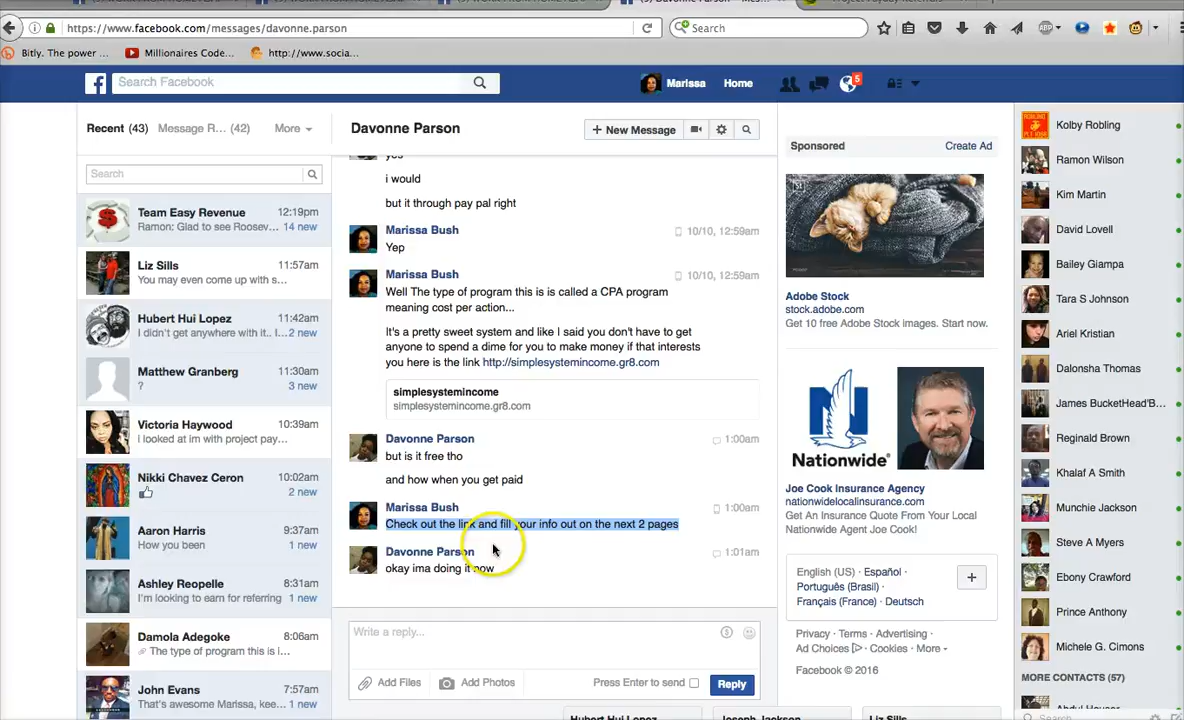 https://www.facebook.com/messages/davonne.parson
Search
Bitly. The power ...
Millionaires Code...
http://www.socia...
Search Facebook
Marissa
Home
5
Recent (43)
Message R... (42)
More
Search
Team Easy Revenue 12:19pm
Ramon: Glad to see Roosev... 14 new
Liz Sills 11:57am
You may even come up with s...
Hubert Hui Lopez 11:42am
I didn't get anywhere with it.. I... 2 new
Matthew Granberg 11:30am
? 3 new
Victoria Haywood 10:39am
I looked at im with project pay...
Nikki Chavez Ceron 10:02am
2 new
Aaron Harris 9:37am
How you been 1 new
Ashley Reopelle 8:31am
I'm looking to earn for referring 1 new
Damola Adegoke 8:06am
The type of program this is i...
John Evans 7:57am
That's awesome Marissa, kee... 1 new
Davonne Parson
+ New Message
yes
i would
but it through pay pal right
Marissa Bush 10/10, 12:59am
Yep
Marissa Bush 10/10, 12:59am
Well The type of program this is is called a CPA program
meaning cost per action...
It's a pretty sweet system and like I said you don't have to get
anyone to spend a dime for you to make money if that interests
you here is the link http://simplesystemincome.gr8.com
simplesystemincome
simplesystemincome.gr8.com
Davonne Parson 1:00am
but is it free tho
and how when you get paid
Marissa Bush 1:00am
Check out the link and fill your info out on the next 2 pages
Davonne Parson 1:01am
okay ima doing it now
Write a reply...
Add Files
Add Photos
Press Enter to send
Reply
Sponsored
Create Ad
Adobe Stock
stock.adobe.com
Get 10 free Adobe Stock images. Start now.
Nationwide®
Joe Cook Insurance Agency
nationwidelocalinsurance.com
Get An Insurance Quote From Your Local
Nationwide Agent Joe Cook!
English (US) · Español ·
Português (Brasil) ·
Français (France) · Deutsch
+
Privacy · Terms · Advertising ·
Ad Choices · Cookies · More
Facebook © 2016
Kolby Robling
Ramon Wilson
Kim Martin
David Lovell
Bailey Giampa
Tara S Johnson
Ariel Kristian
Dalonsha Thomas
James BucketHead'B...
Reginald Brown
Khalaf A Smith
Munchie Jackson
Steve A Myers
Ebony Crawford
Prince Anthony
Michele G. Cimons
MORE CONTACTS (57)
Search
Hubert Hui Lopez
Joseph Jackson
Liz Sills